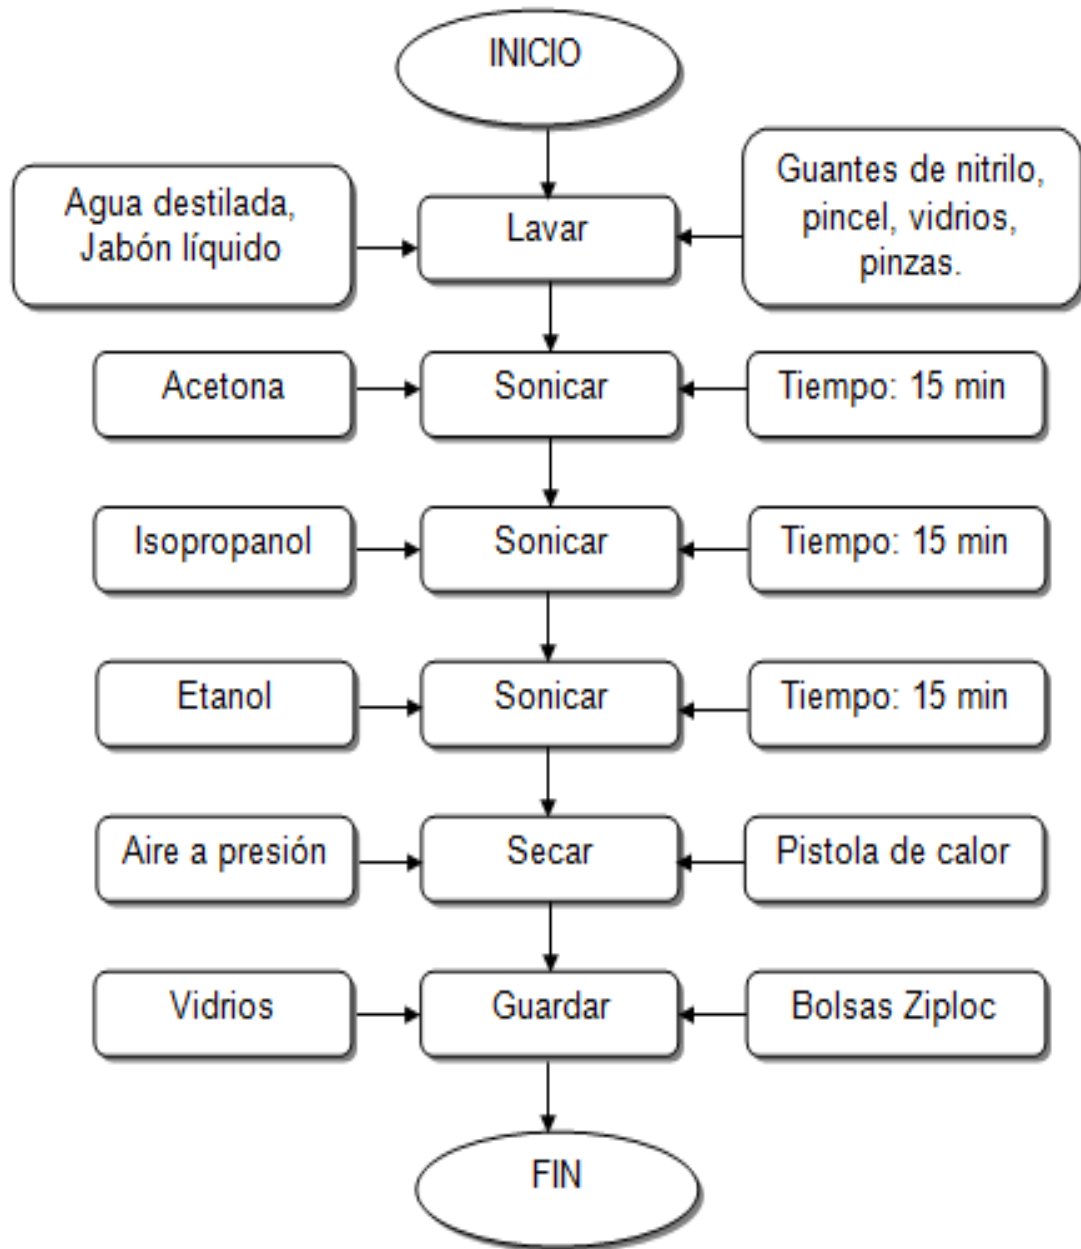 INICIO
Agua destilada,
Jabón líquido
Lavar
Guantes de nitrilo,
pincel, vidrios,
pinzas.
Acetona
Sonicar
Tiempo: 15 min
Isopropanol
Sonicar
Tiempo: 15 min
Etanol
Sonicar
Tiempo: 15 min
Aire a presión
Secar
Pistola de calor
Vidrios
Guardar
Bolsas Ziploc
FIN